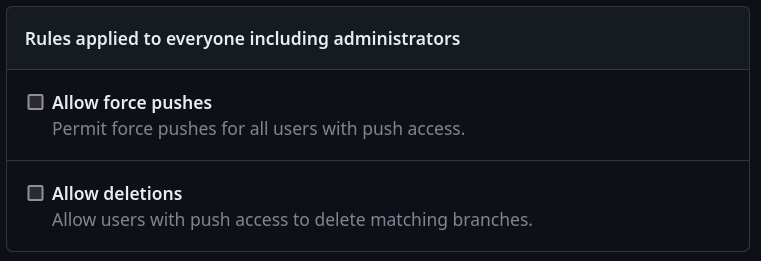 Rules applied to everyone including administrators
Allow force pushes
Permit force pushes for all users with push access.
Allow deletions
Allow users with push access to delete matching branches.